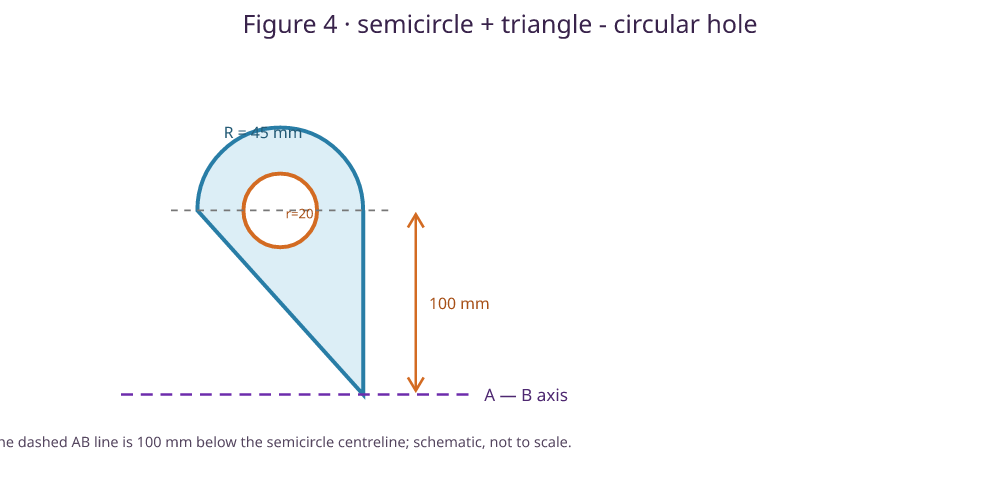 Figure 4 · semicircle + triangle - circular hole
R = 45 mm
r=20
100 mm
A — B axis
dashed AB line is 100 mm below the semicircle centreline; schematic, not to scale.